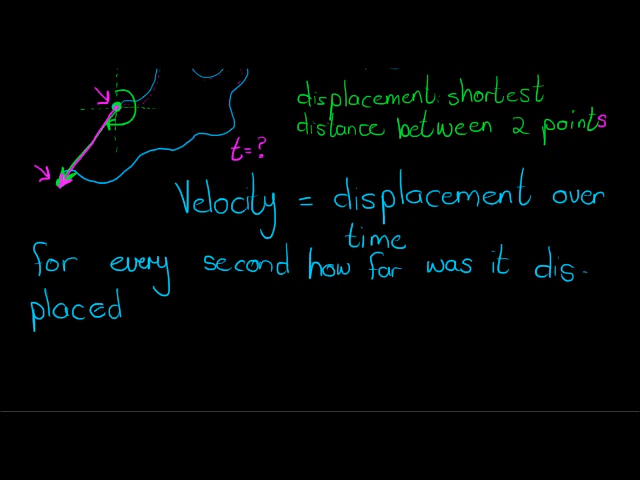 displacement: shortest
distance between 2 points
t=?
Velocity = displacement over
time
for every second how far was it dis-
placed